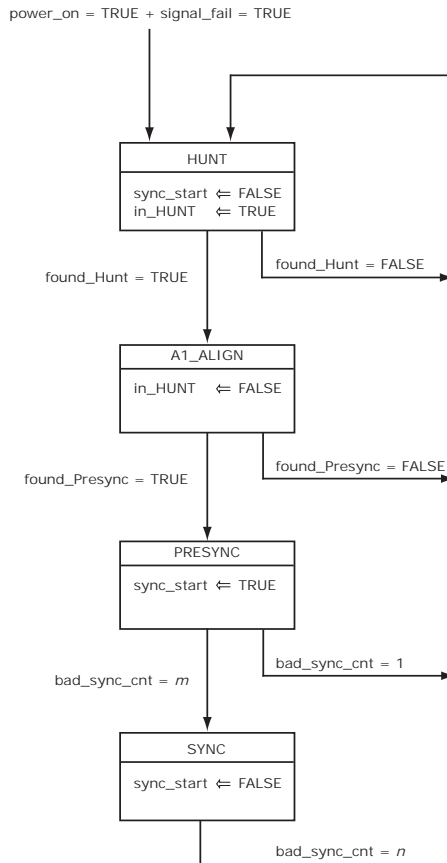 power_on = TRUE + signal_fail = TRUE
HUNT
sync_start ⇐ FALSE
in_HUNT ⇐ TRUE
found_Hunt = TRUE
found_Hunt = FALSE
A1_ALIGN
in_HUNT ⇐ FALSE
found_Presync = TRUE
found_Presync = FALSE
PRESYNC
sync_start ⇐ TRUE
bad_sync_cnt = m
bad_sync_cnt = 1
SYNC
sync_start ⇐ FALSE
bad_sync_cnt = n